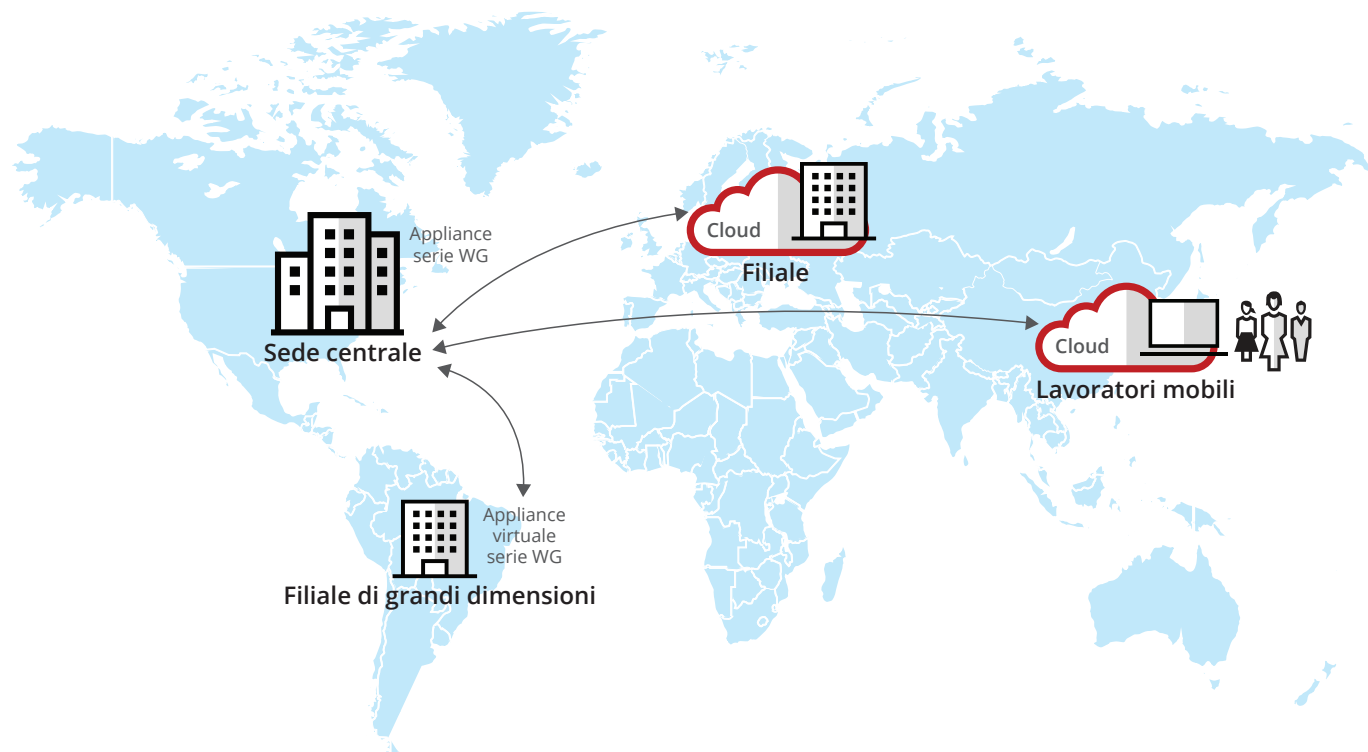 Appliance
serie WG
Sede centrale
Cloud
Filiale
Cloud
Lavoratori mobili
Appliance
virtuale
serie WG
Filiale di grandi dimensioni